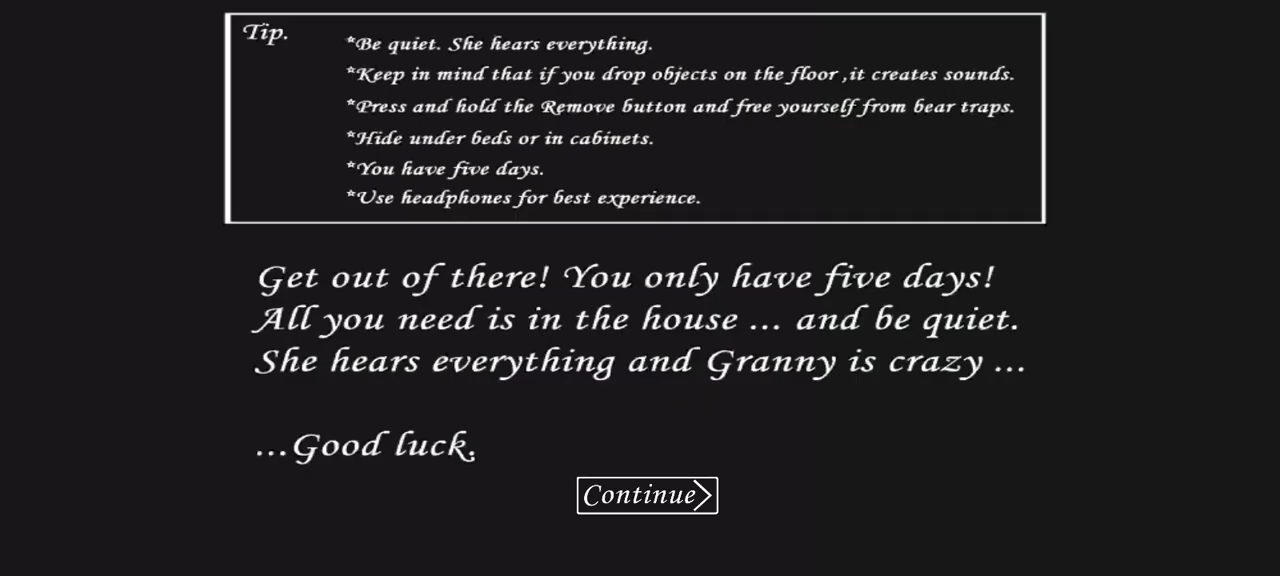 Tip.
*Be quiet. She hears everything.
*Keep in mind that if you drop objects on the floor ,it creates sounds.
*Press and hold the Remove button and free yourself from bear traps.
*Hide under beds or in cabinets.
*You have five days.
*Use headphones for best experience.
Get out of there! You only have five days!
All you need is in the house ... and be quiet.
She hears everything and Granny is crazy ...
...Good luck.
Continue